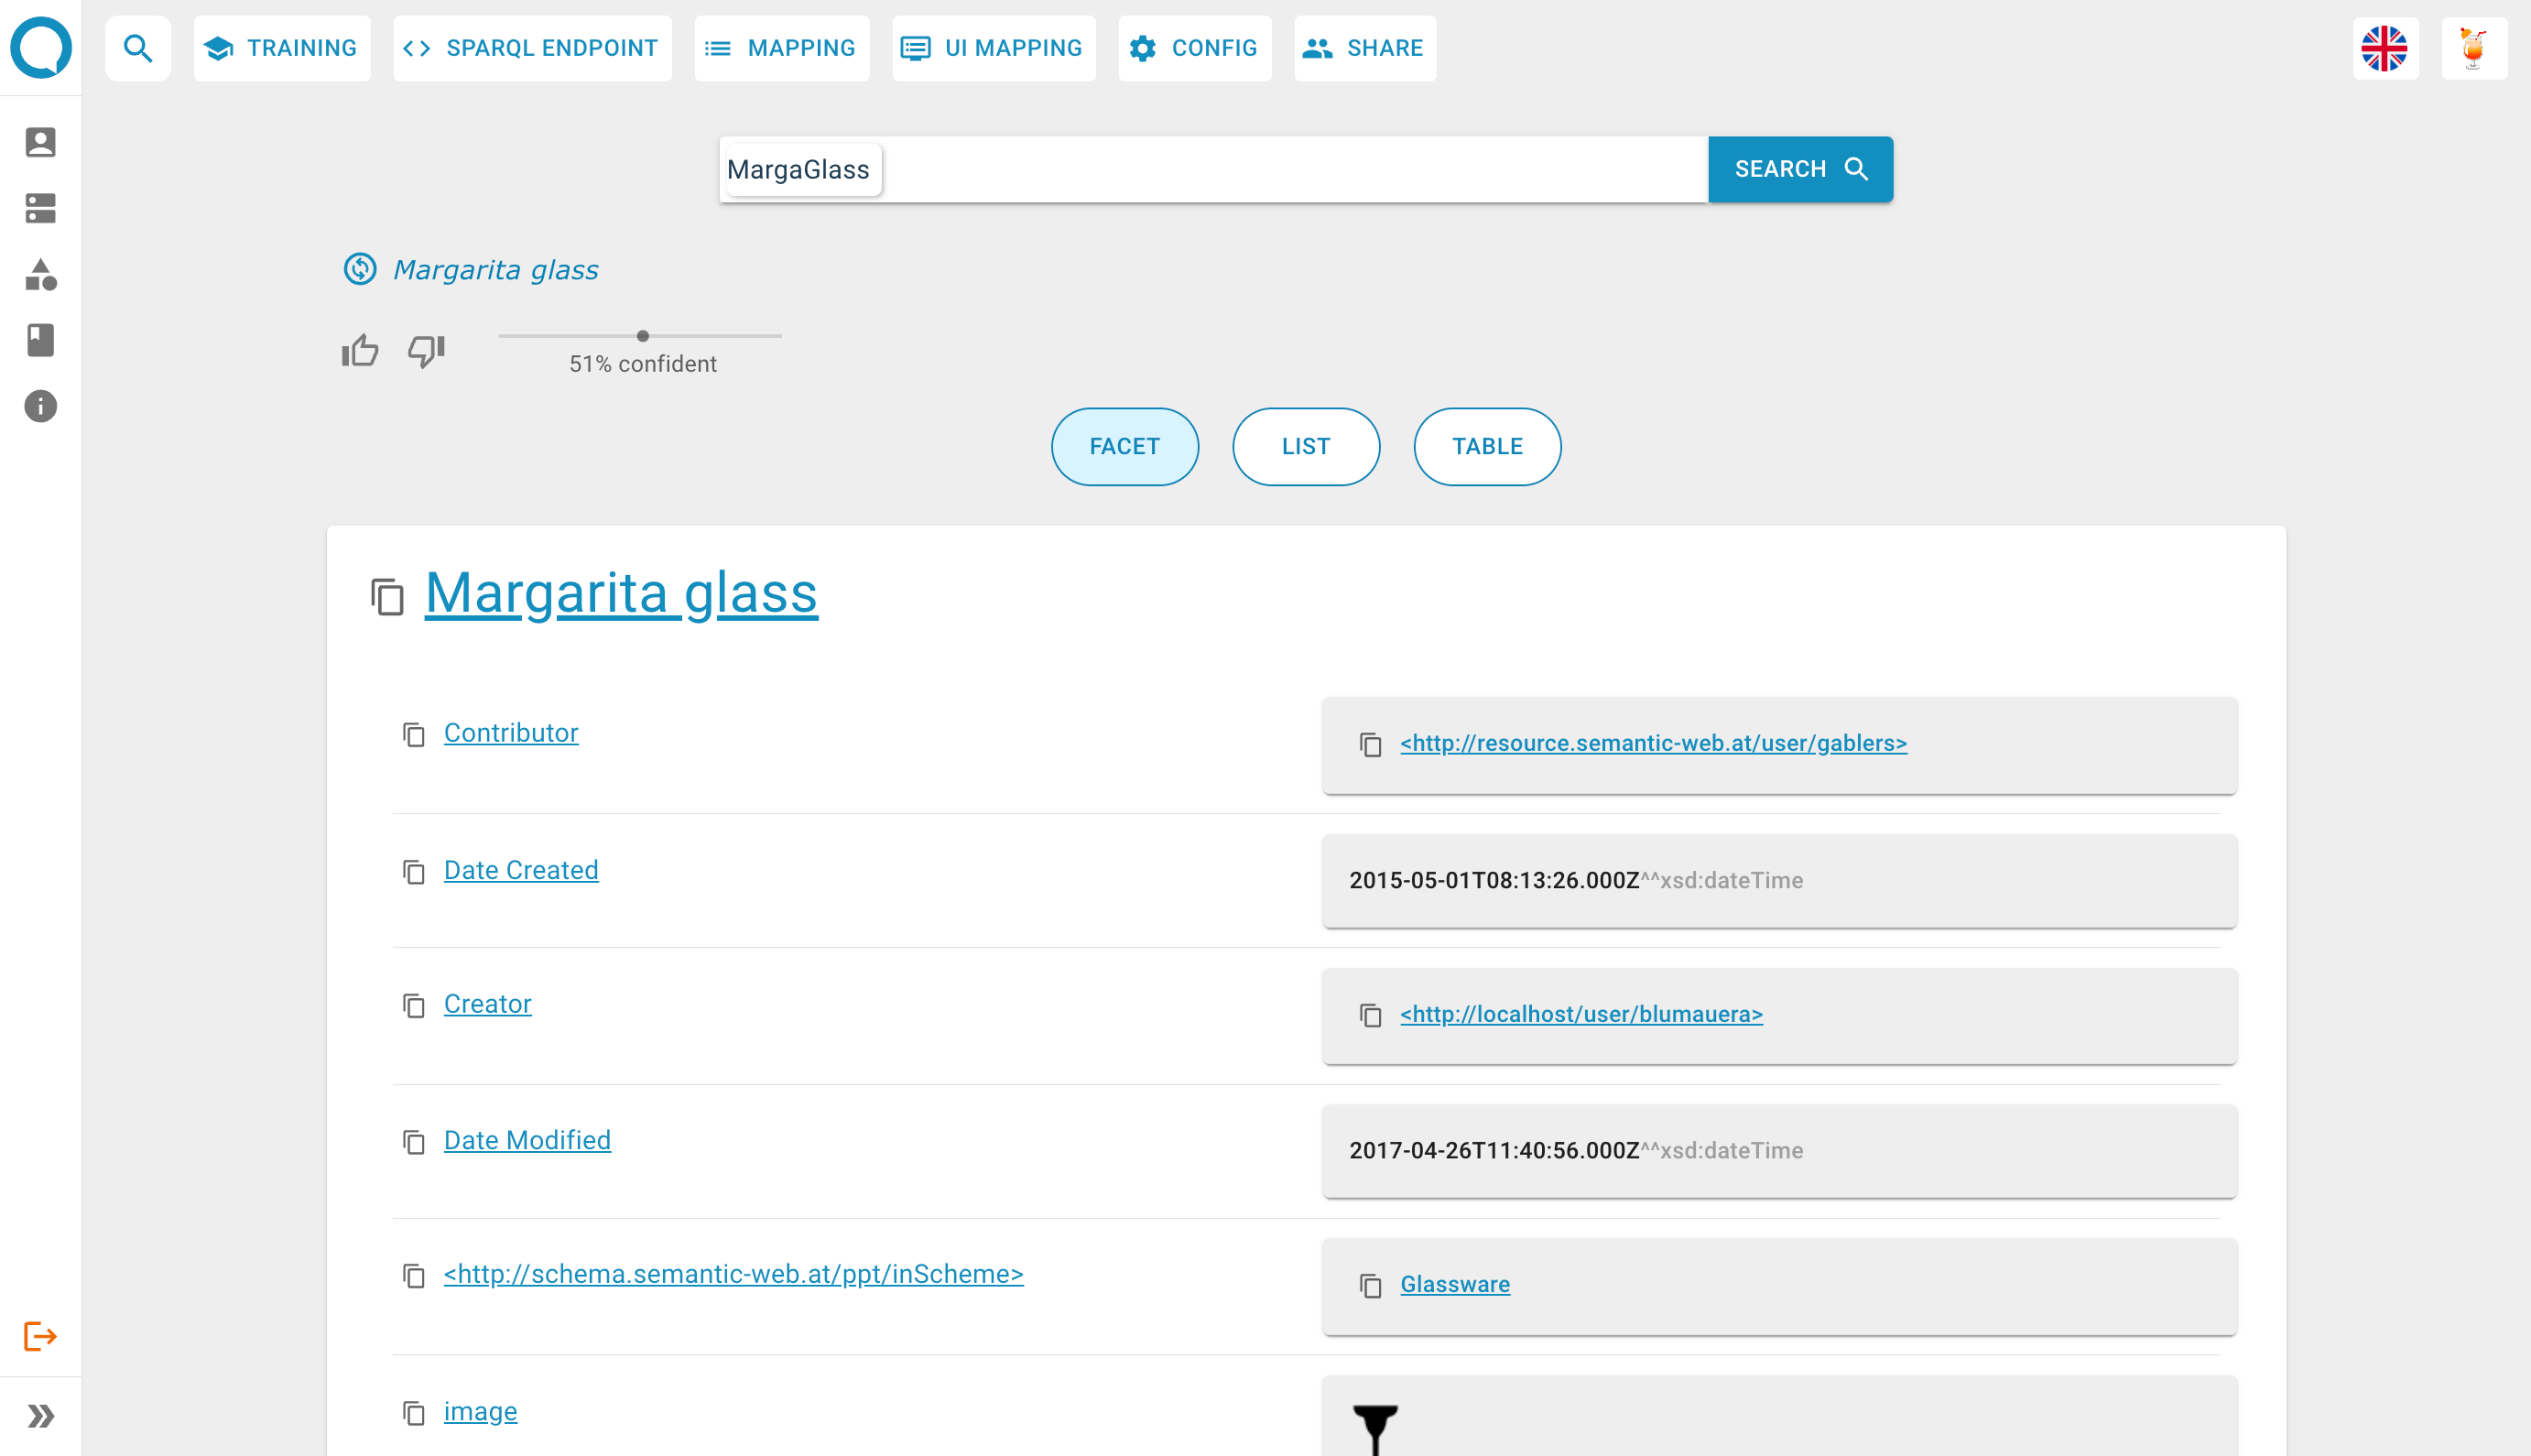 TRAINING
SPARQL ENDPOINT
MAPPING
UI MAPPING
CONFIG
SHARE
MargaGlass
SEARCH
Margarita glass
51% confident
FACET
LIST
TABLE
Margarita glass
Contributor
<http://resource.semantic-web.at/user/gablers>
Date Created
2015-05-01T08:13:26.000Z^^xsd:dateTime
Creator
<http://localhost/user/blumauera>
Date Modified
2017-04-26T11:40:56.000Z^^xsd:dateTime
<http://schema.semantic-web.at/ppt/inScheme>
Glassware
image